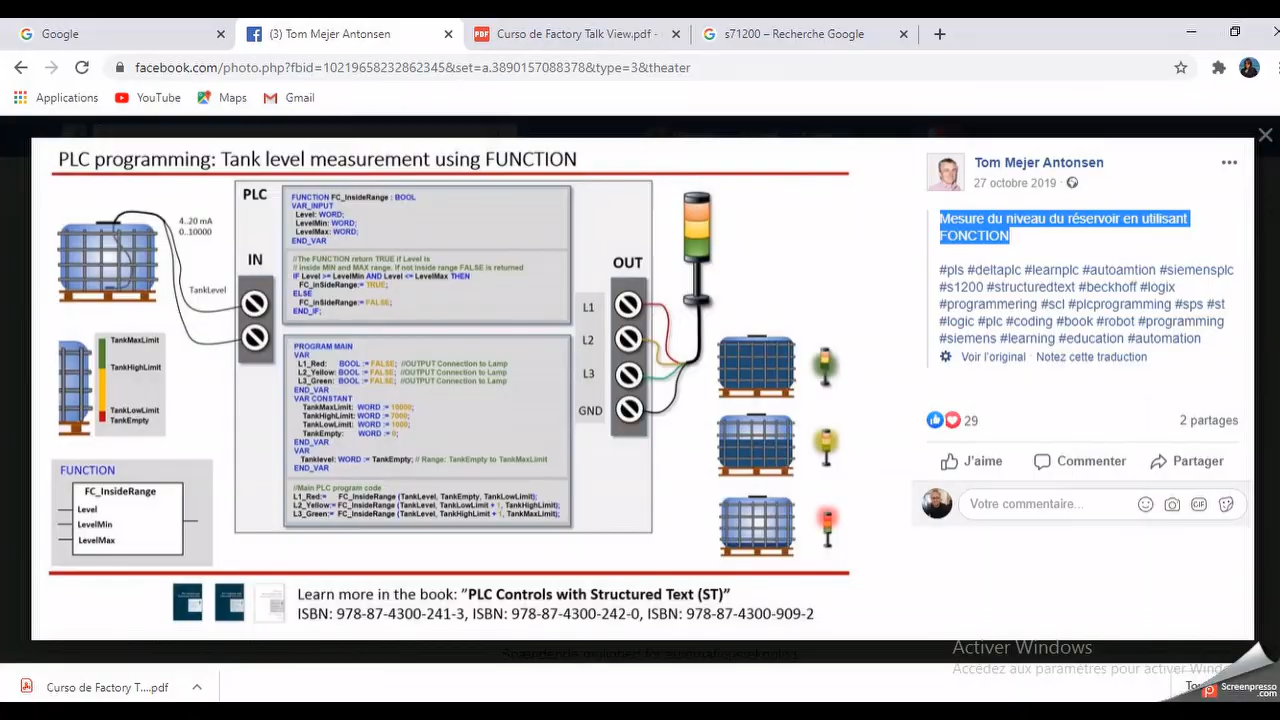 Google
(3) Tom Mejer Antonsen
Curso de Factory Talk View.pdf -
s71200 – Recherche Google
facebook.com/photo.php?fbid=10219658232862345&set=a.3890157088378&type=3&theater
Applications
YouTube
Maps
Gmail
PLC programming: Tank level measurement using FUNCTION
4..20 mA
0..10000
TankLevel
TankMaxLimit
TankHighLimit
TankLowLimit
TankEmpty
FUNCTION
FC_InsideRange
Level
LevelMin
LevelMax
PLC
IN
FUNCTION FC_InsideRange : BOOL
VAR_INPUT
Level: WORD;
LevelMin: WORD;
LevelMax: WORD;
END_VAR
//The FUNCTION return TRUE if Level is
// inside MIN and MAX range. If not inside range FALSE is returned
IF Level >= LevelMin AND Level <= LevelMax THEN
FC_inSideRange:= TRUE;
ELSE
FC_inSideRange:= FALSE;
END_IF;
PROGRAM MAIN
VAR
L1_Red: BOOL := FALSE; //OUTPUT Connection to Lamp
L2_Yellow: BOOL := FALSE; //OUTPUT Connection to Lamp
L3_Green: BOOL := FALSE; //OUTPUT Connection to Lamp
END_VAR
VAR CONSTANT
TankMaxLimit: WORD := 10000;
TankHighLimit: WORD := 7000;
TankLowLimit: WORD := 1000;
TankEmpty: WORD := 0;
END_VAR
VAR
Tanklevel: WORD := TankEmpty; // Range: TankEmpty to TankMaxLimit
END_VAR
//Main PLC program code
L1_Red:= FC_InsideRange (TankLevel, TankEmpty, TankLowLimit);
L2_Yellow:= FC_InsideRange (TankLevel, TankLowLimit + 1, TankHighLimit);
L3_Green:= FC_InsideRange (TankLevel, TankHighLimit + 1, TankMaxLimit);
OUT
L1
L2
L3
GND
Learn more in the book: "PLC Controls with Structured Text (ST)"
ISBN: 978-87-4300-241-3, ISBN: 978-87-4300-242-0, ISBN: 978-87-4300-909-2
Tom Mejer Antonsen
27 octobre 2019 ·
Mesure du niveau du réservoir en utilisant
FONCTION
#pls #deltaplc #learnplc #autoamtion #siemensplc
#s1200 #structuredtext #beckhoff #logix
#programmering #scl #plcprogramming #sps #st
#logic #plc #coding #book #robot #programming
#siemens #learning #education #automation
Voir l'original · Notez cette traduction
29
2 partages
J'aime
Commenter
Partager
Votre commentaire...
GIF
Activer Windows
Accédez aux paramètres pour activer
Curso de Factory T....pdf
Screenpresso
.com